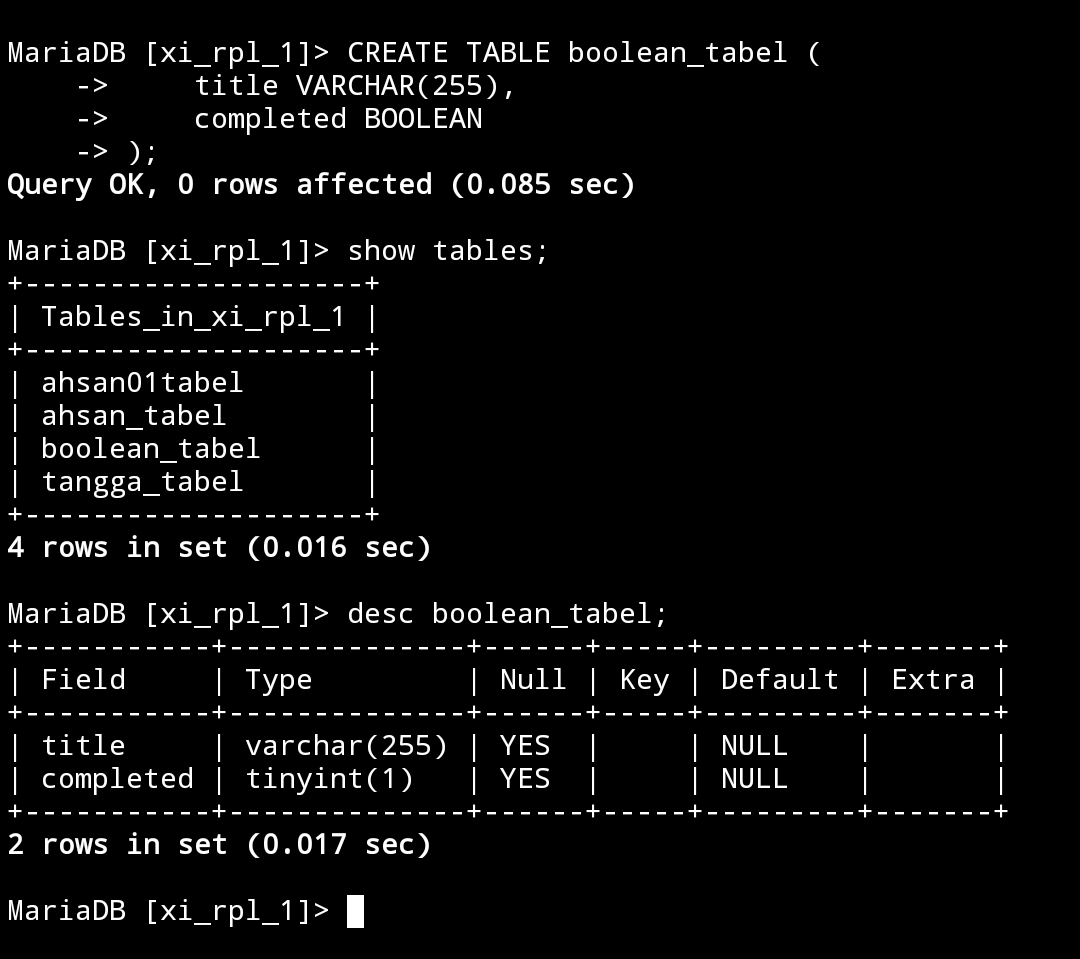 MariaDB [xi_rpl_1]> CREATE TABLE boolean_tabel (
    ->     title VARCHAR(255),
    ->     completed BOOLEAN
    -> );
Query OK, 0 rows affected (0.085 sec)

MariaDB [xi_rpl_1]> show tables;
+--------------------+
| Tables_in_xi_rpl_1 |
+--------------------+
| ahsan01tabel       |
| ahsan_tabel        |
| boolean_tabel      |
| tangga_tabel       |
+--------------------+
4 rows in set (0.016 sec)

MariaDB [xi_rpl_1]> desc boolean_tabel;
+-----------+--------------+------+-----+---------+-------+
| Field     | Type         | Null | Key | Default | Extra |
+-----------+--------------+------+-----+---------+-------+
| title     | varchar(255) | YES  |     | NULL    |       |
| completed | tinyint(1)   | YES  |     | NULL    |       |
+-----------+--------------+------+-----+---------+-------+
2 rows in set (0.017 sec)

MariaDB [xi_rpl_1]>